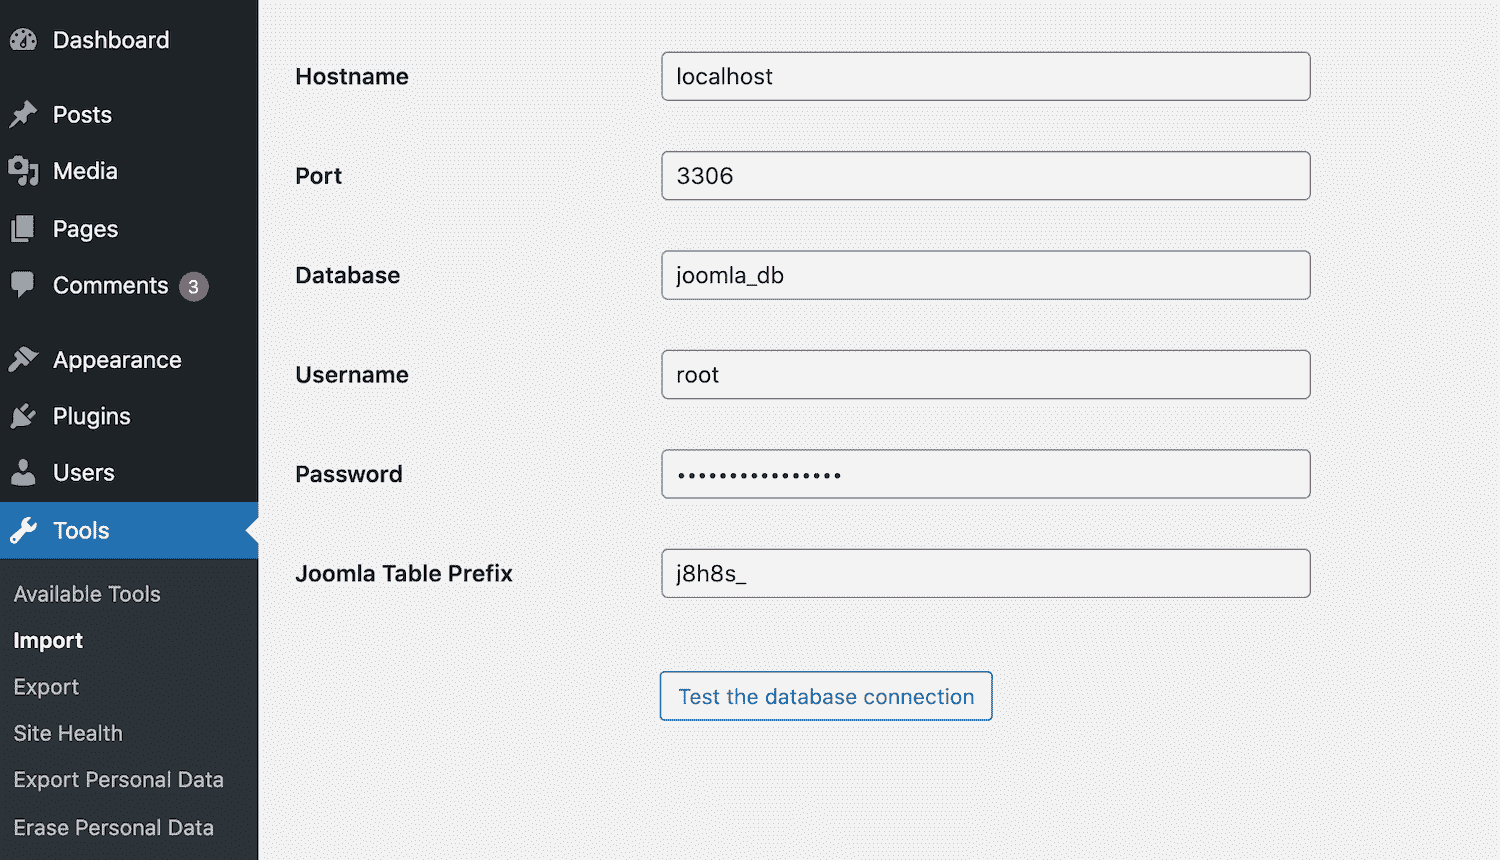 Dashboard
Posts
Media
Pages
Comments 3
Appearance
Plugins
Users
Tools
Available Tools
Import
Export
Site Health
Export Personal Data
Erase Personal Data
Hostname localhost
Port 3306
Database joomla_db
Username root
Password ••••••••••••••••
Joomla Table Prefix j8h8s_
Test the database connection